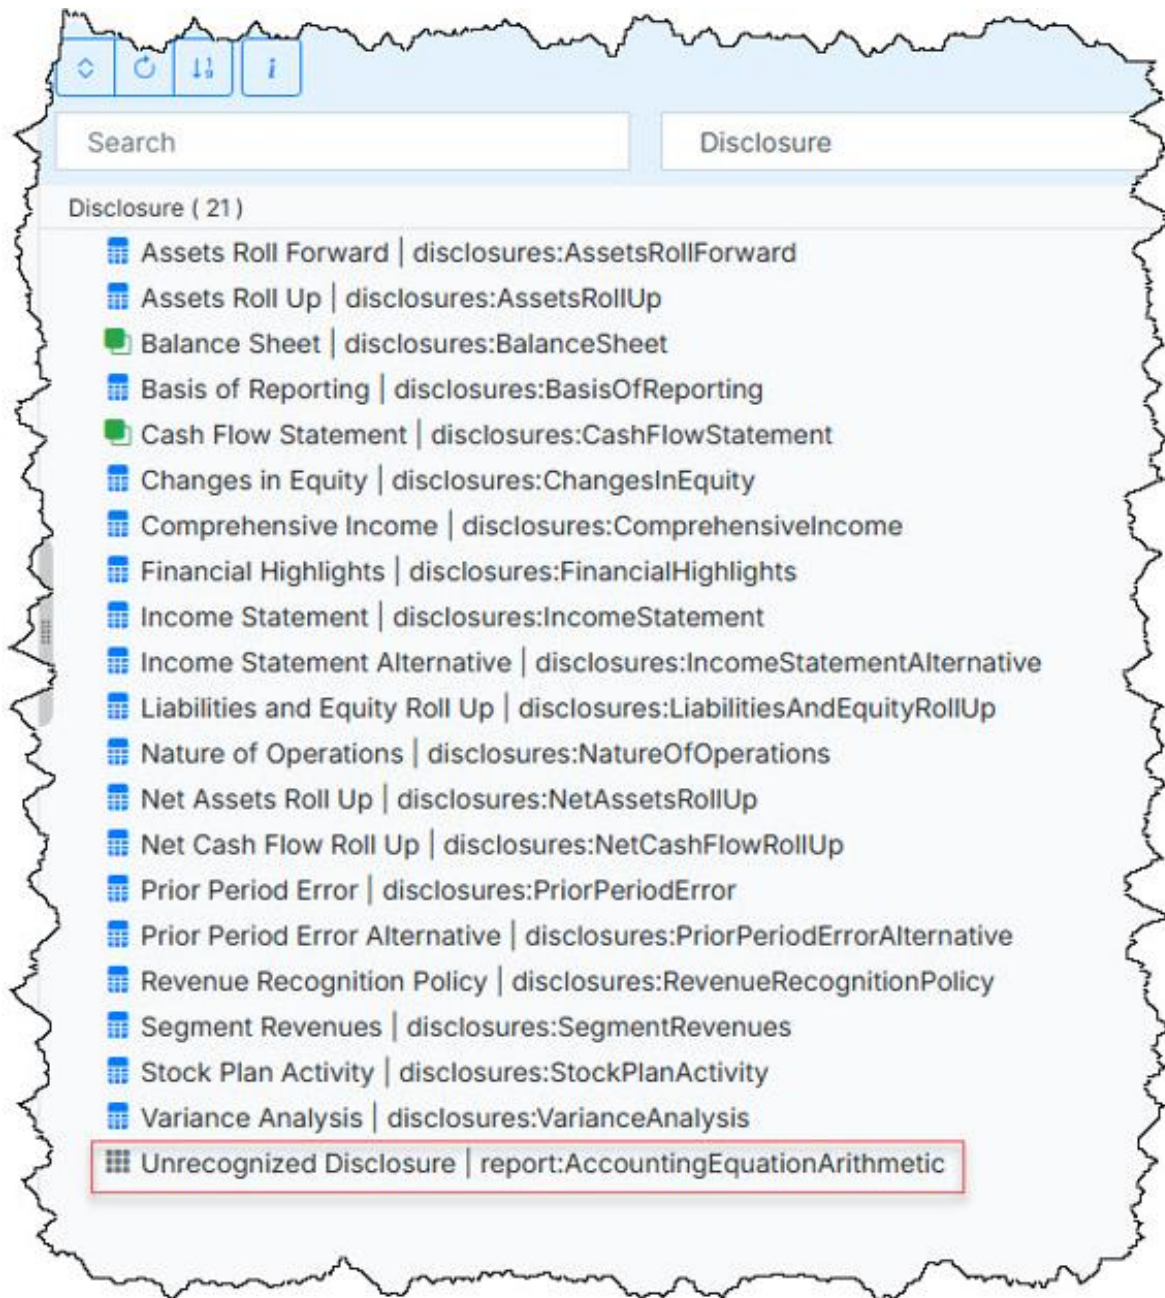 i
Search
Disclosure
Disclosure ( 21 )
Assets Roll Forward | disclosures:AssetsRollForward
Assets Roll Up | disclosures:AssetsRollUp
Balance Sheet | disclosures:BalanceSheet
Basis of Reporting | disclosures:BasisOfReporting
Cash Flow Statement | disclosures:CashFlowStatement
Changes in Equity | disclosures:ChangesInEquity
Comprehensive Income | disclosures:ComprehensiveIncome
Financial Highlights | disclosures:FinancialHighlights
Income Statement | disclosures:IncomeStatement
Income Statement Alternative | disclosures:IncomeStatementAlternative
Liabilities and Equity Roll Up | disclosures:LiabilitiesAndEquityRollUp
Nature of Operations | disclosures:NatureOfOperations
Net Assets Roll Up | disclosures:NetAssetsRollUp
Net Cash Flow Roll Up | disclosures:NetCashFlowRollUp
Prior Period Error | disclosures:PriorPeriodError
Prior Period Error Alternative | disclosures:PriorPeriodErrorAlternative
Revenue Recognition Policy | disclosures:RevenueRecognitionPolicy
Segment Revenues | disclosures:SegmentRevenues
Stock Plan Activity | disclosures:StockPlanActivity
Variance Analysis | disclosures:VarianceAnalysis
Unrecognized Disclosure | report:AccountingEquationArithmetic